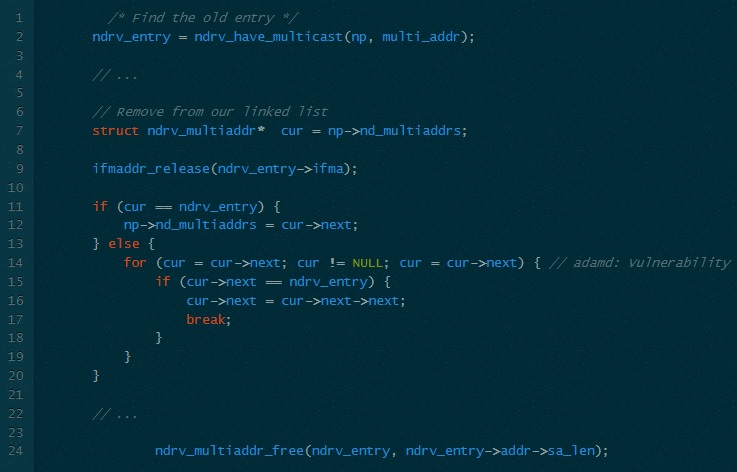 1 /* Find the old entry */
2 ndrv_entry = ndrv_have_multicast(np, multi_addr);
3
4 // ...
5
6 // Remove from our linked list
7 struct ndrv_multiaddr* cur = np->nd_multiaddrs;
8
9 ifmaddr_release(ndrv_entry->ifma);
10
11 if (cur == ndrv_entry) {
12 np->nd_multiaddrs = cur->next;
13 } else {
14 for (cur = cur->next; cur != NULL; cur = cur->next) { // adamd: Vulnerability
15 if (cur->next == ndrv_entry) {
16 cur->next = cur->next->next;
17 break;
18 }
19 }
20 }
21
22 // ...
23
24 ndrv_multiaddr_free(ndrv_entry, ndrv_entry->addr->sa_len);